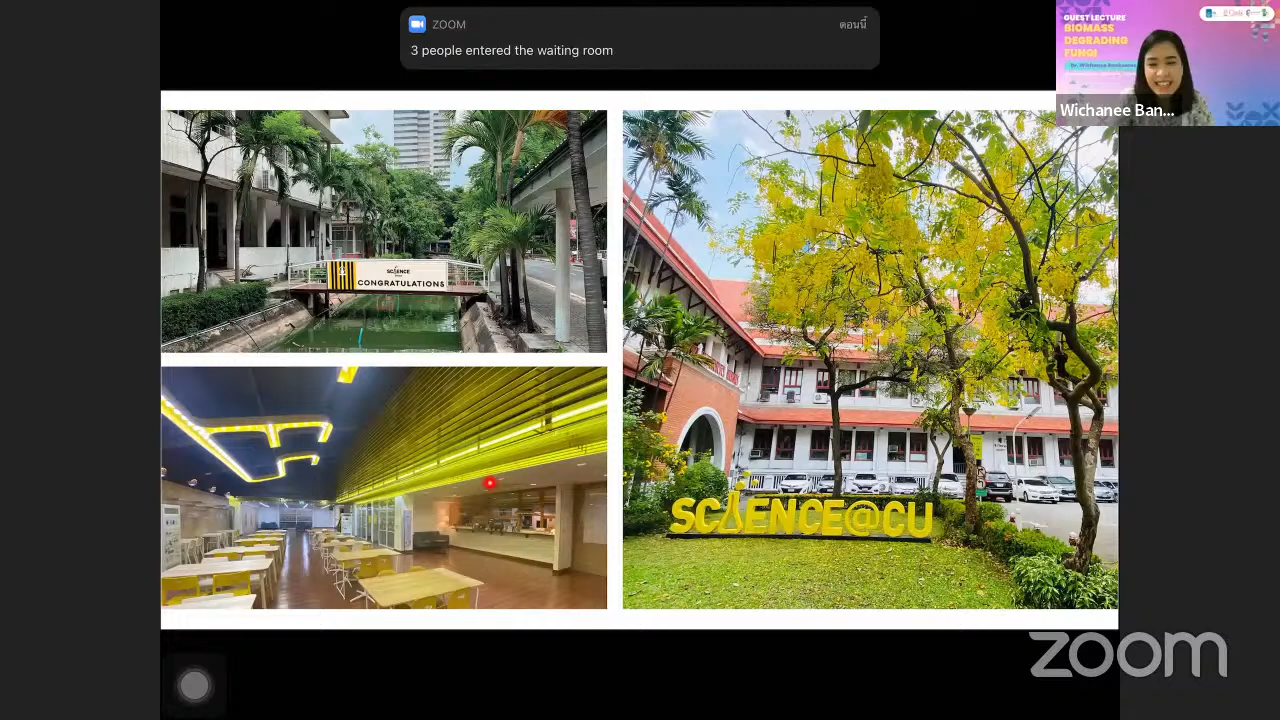 ZOOM
ตอนนี้
3 people entered the waiting room
GUEST LECTURE
BIOMASS
DEGRADING
FUNGI
Wichanee Ban...
SCIENCE
CONGRATULATIONS
SCIENCE@CU
zoom